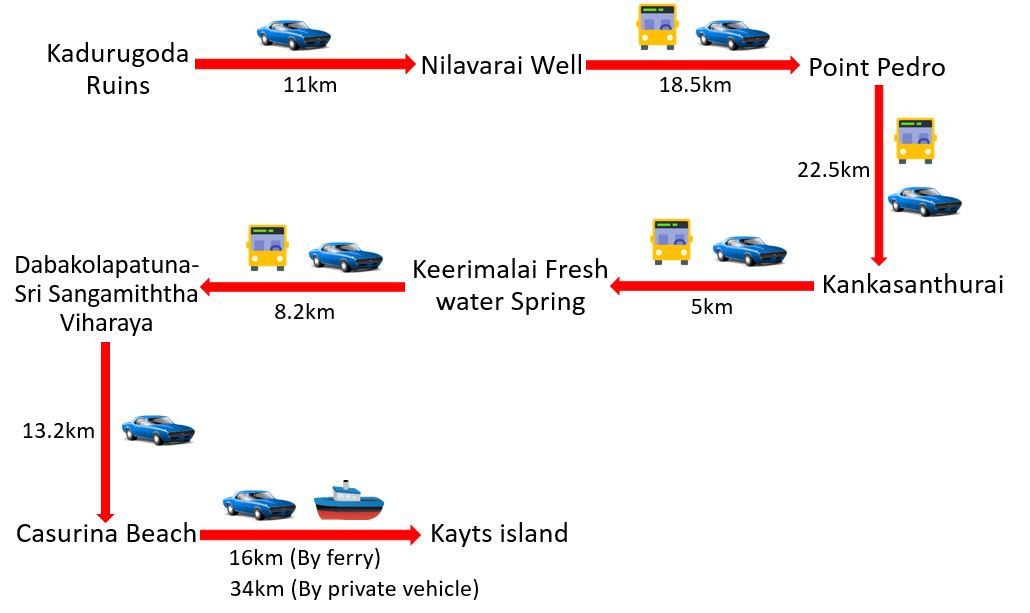 Kadurugoda
Ruins
11km
Nilavarai Well
18.5km
Point Pedro
22.5km
Kankasanthurai
5km
Keerimalai Fresh
water Spring
8.2km
Dabakolapatuna-
Sri Sangamiththa
Viharaya
13.2km
Casurina Beach
16km (By ferry)
34km (By private vehicle)
Kayts island